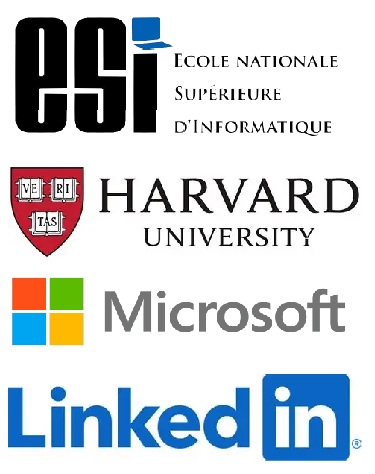 esi
ECOLE NATIONALE
SUPÉRIEURE
D'INFORMATIQUE
VE RI
TAS
HARVARD
UNIVERSITY
Microsoft
Linked in®